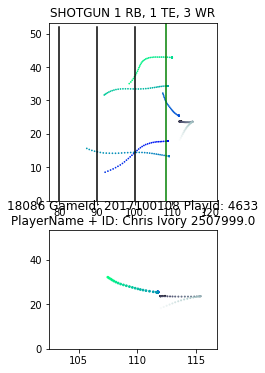 SHOTGUN 1 RB, 1 TE, 3 WR
50
40
30
20
10
0
80 90 100 110 120
18086 GameId: 2017100108 PlayId: 4633
PlayerName + ID: Chris Ivory 2507999.0
40
20
0
105 110 115